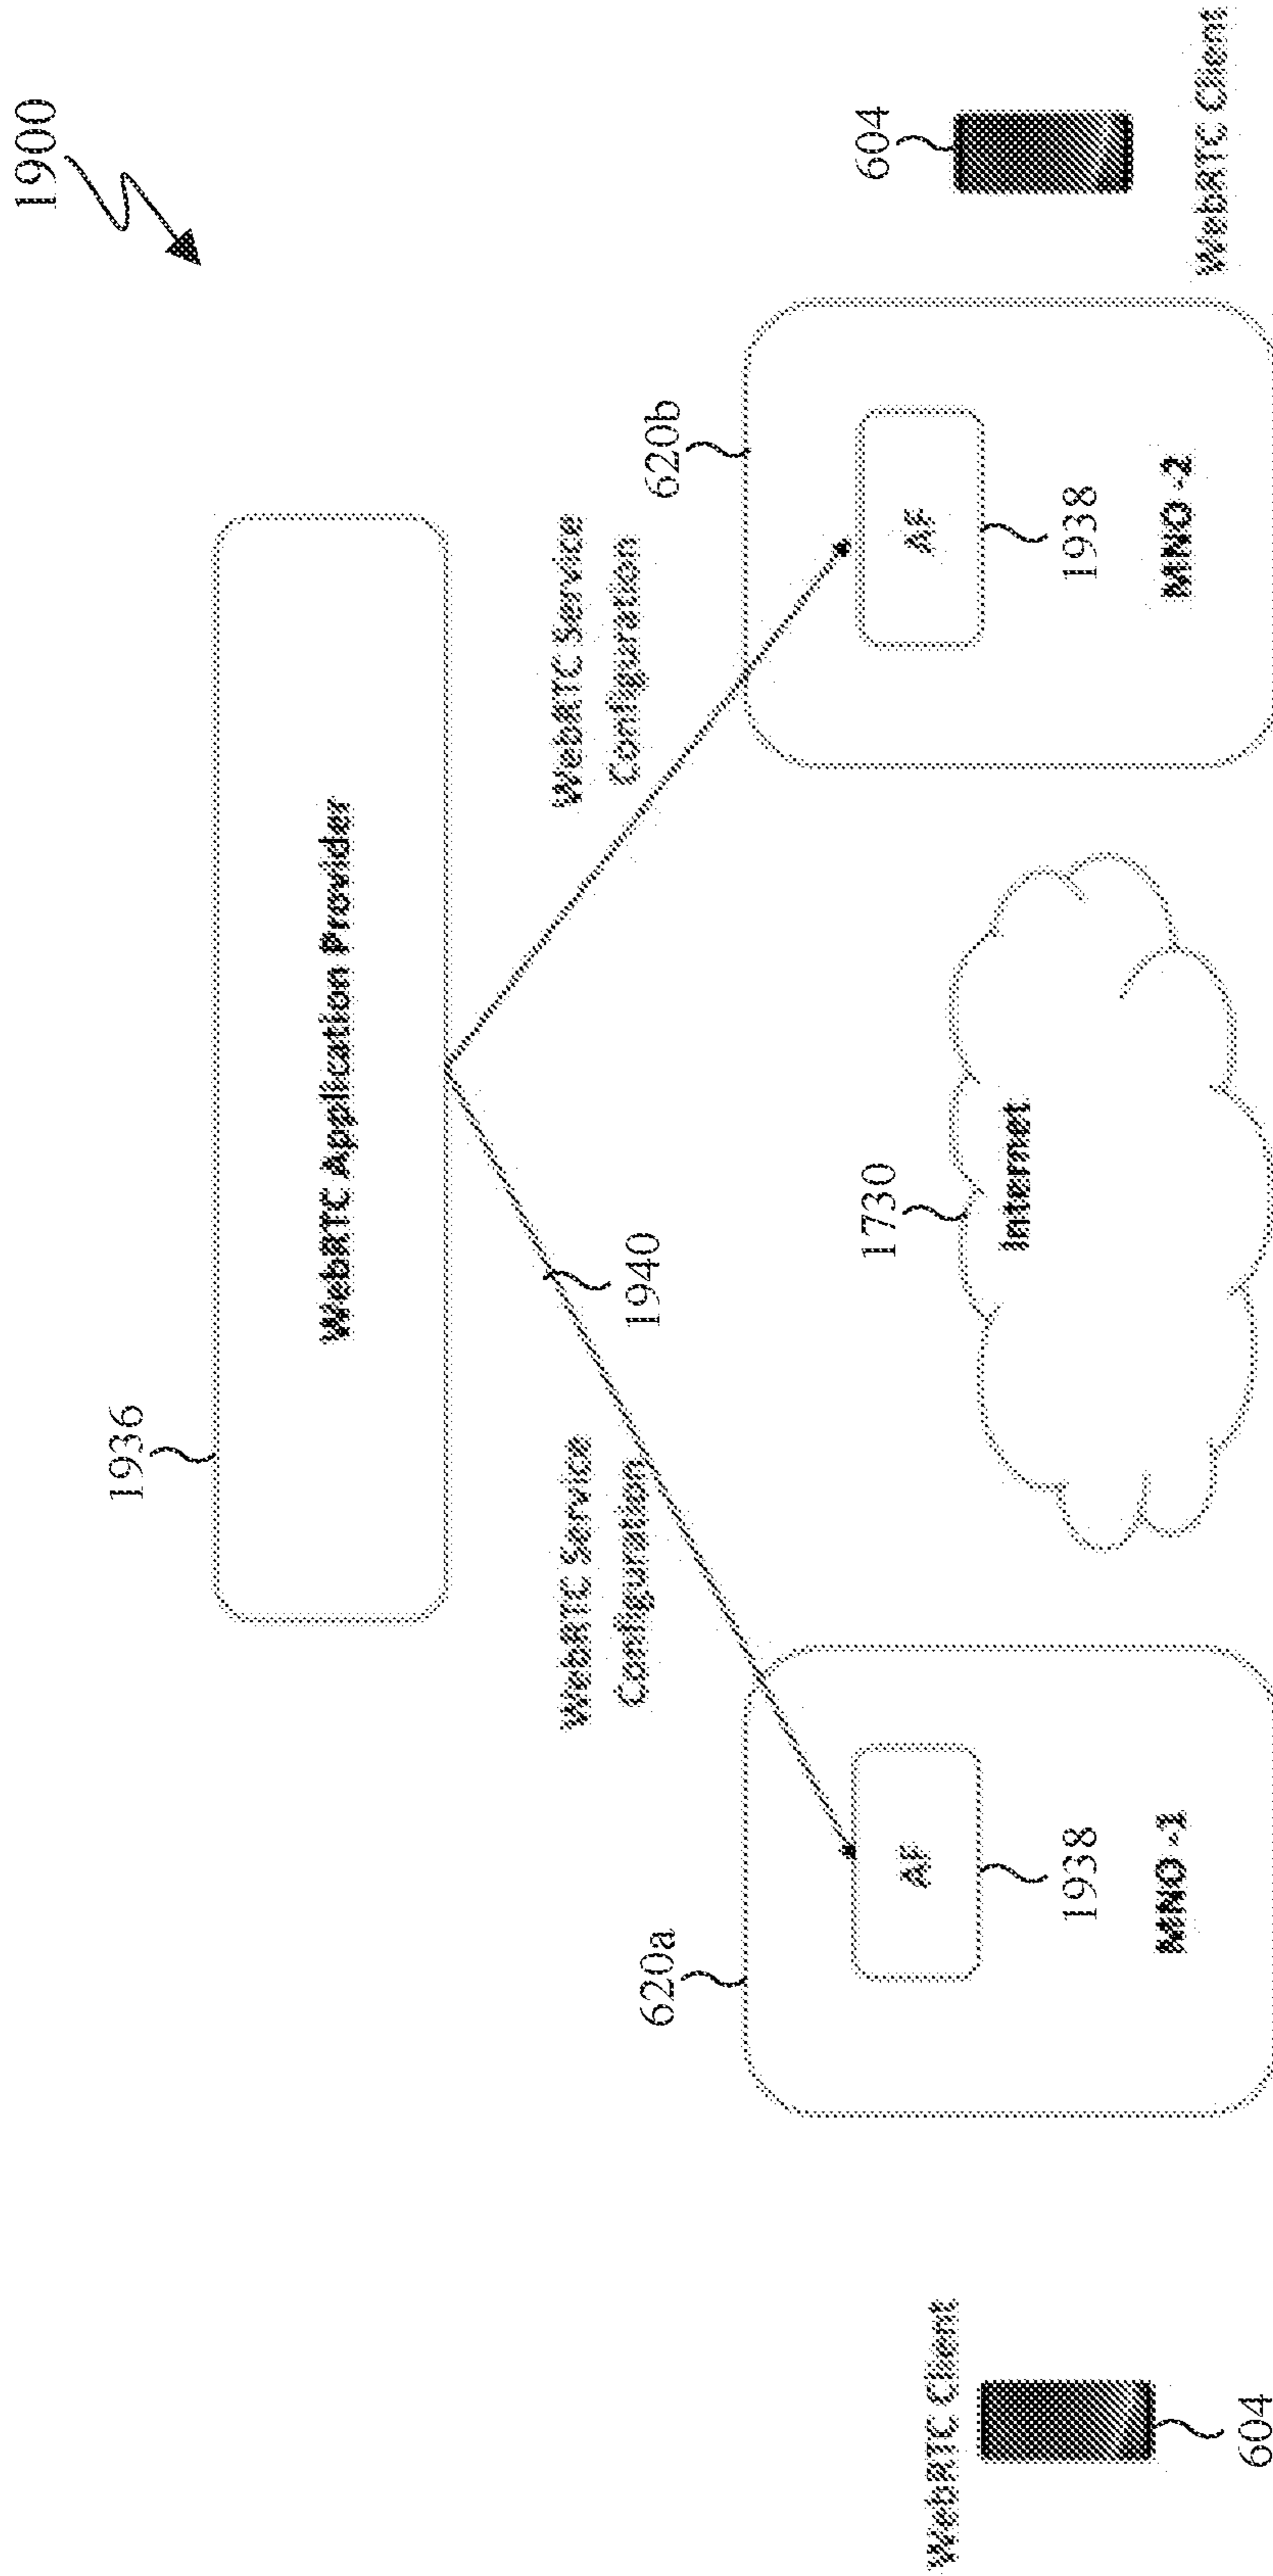 1900
1936
WebRTC Application Provider
WebRTC Service
Configuration
1940
WebRTC Service
Configuration
620a
AF
1938
MNO -1
1730
Internet
620b
AF
1938
MNO -2
WebRTC Client
604
604
WebRTC Client